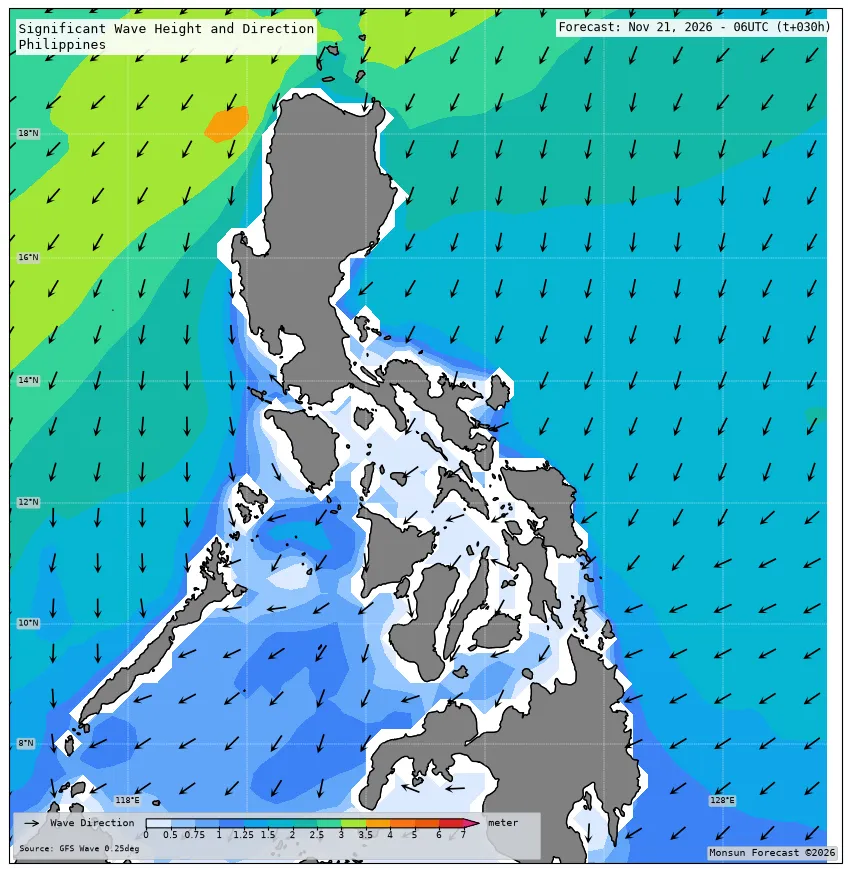 Significant Wave Height and Direction
Philippines
Forecast: Nov 21, 2026 - 06UTC (t+030h)
18°N
16°N
14°N
12°N
10°N
8°N
118°E
128°E
Wave Direction
0 0.5 0.75 1 1.25 1.5 2 2.5 3 3.5 4 5 6 7
meter
Source: GFS Wave 0.25deg
Monsun Forecast ©2026